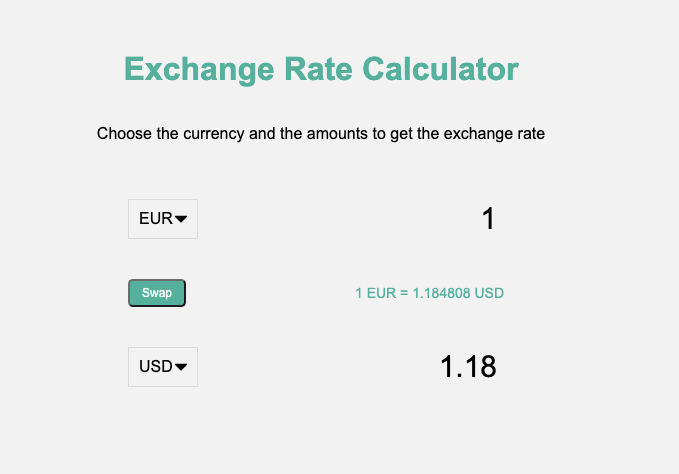 Exchange Rate Calculator
Choose the currency and the amounts to get the exchange rate
EUR 1
Swap 1 EUR = 1.184808 USD
USD 1.18